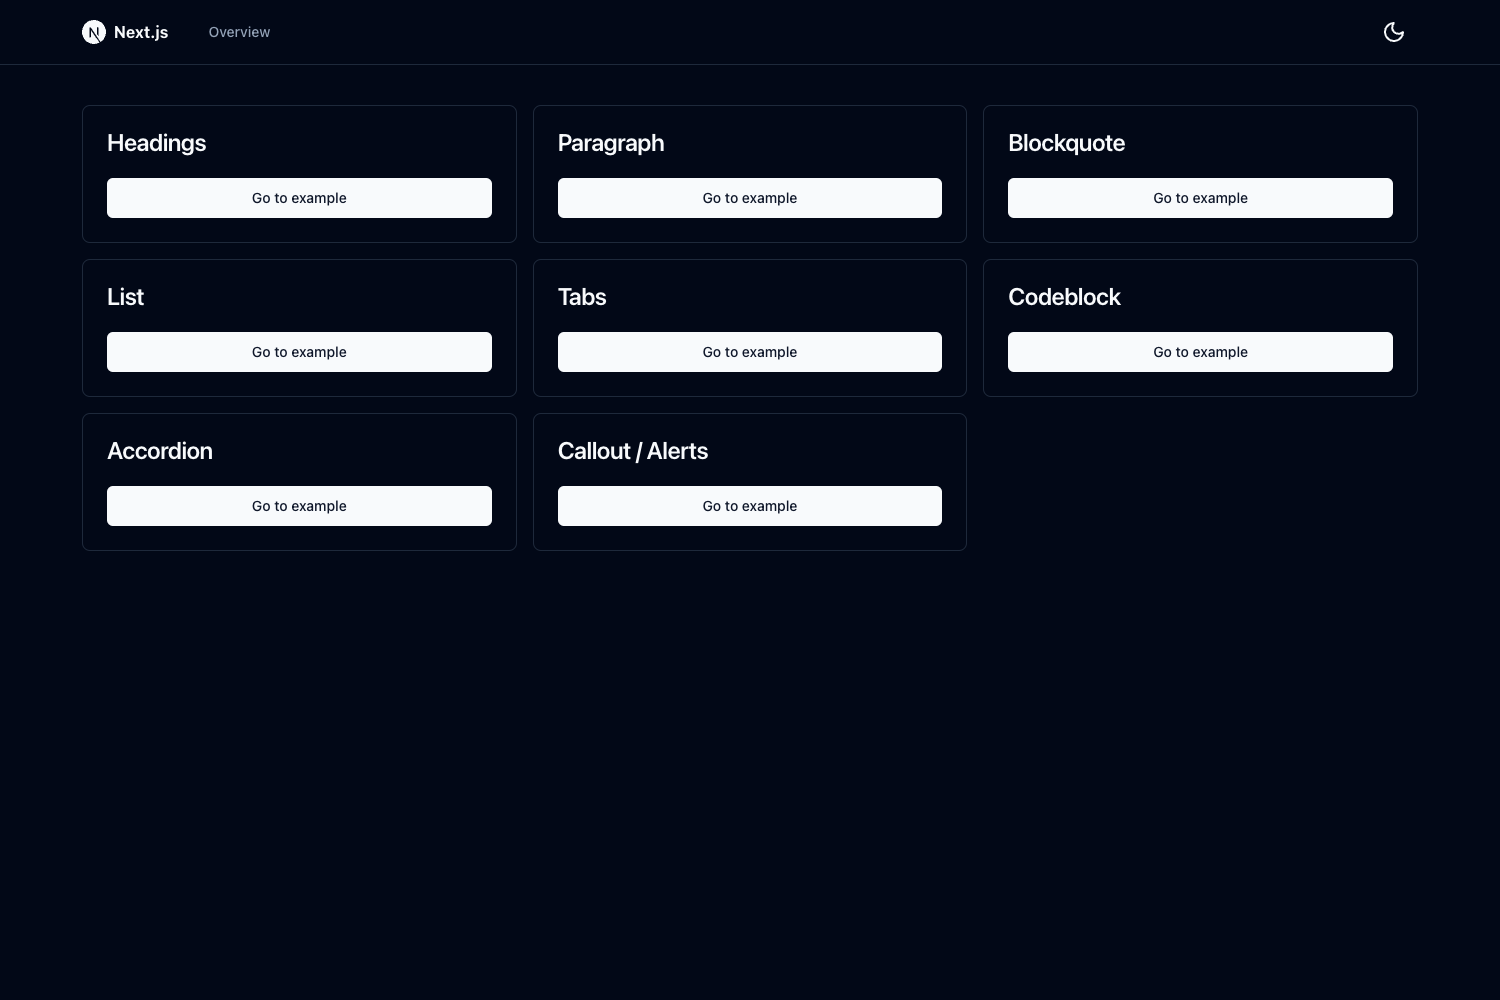 Next.js
Overview
Headings
Go to example
Paragraph
Go to example
Blockquote
Go to example
List
Go to example
Tabs
Go to example
Codeblock
Go to example
Accordion
Go to example
Callout / Alerts
Go to example